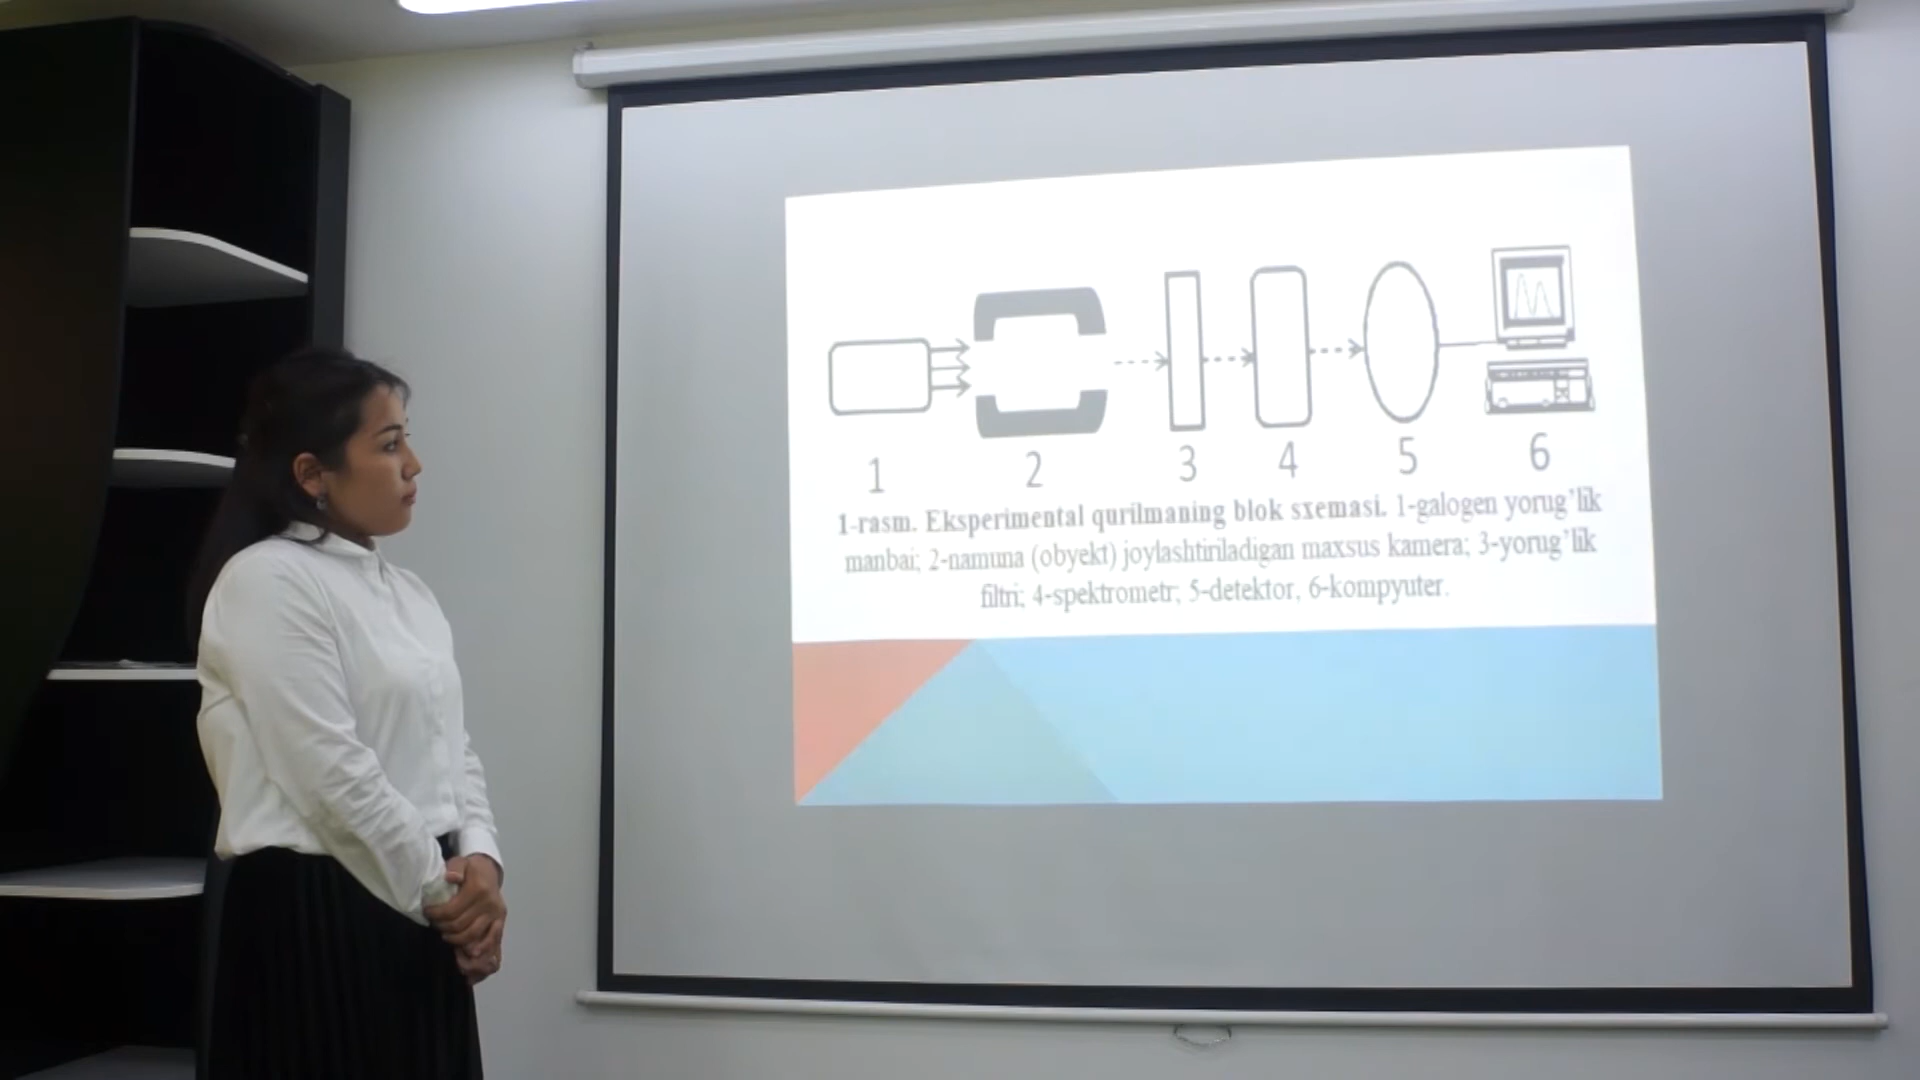 1 2 3 4 5 6
1-rasm. Eksperimental qurilmaning blok sxemasi. 1-galogen yorug’lik
manbai; 2-namuna (obyekt) joylashtiriladigan maxsus kamera; 3-yorug’lik
filtri; 4-spektrometr; 5-detektor, 6-kompyuter.